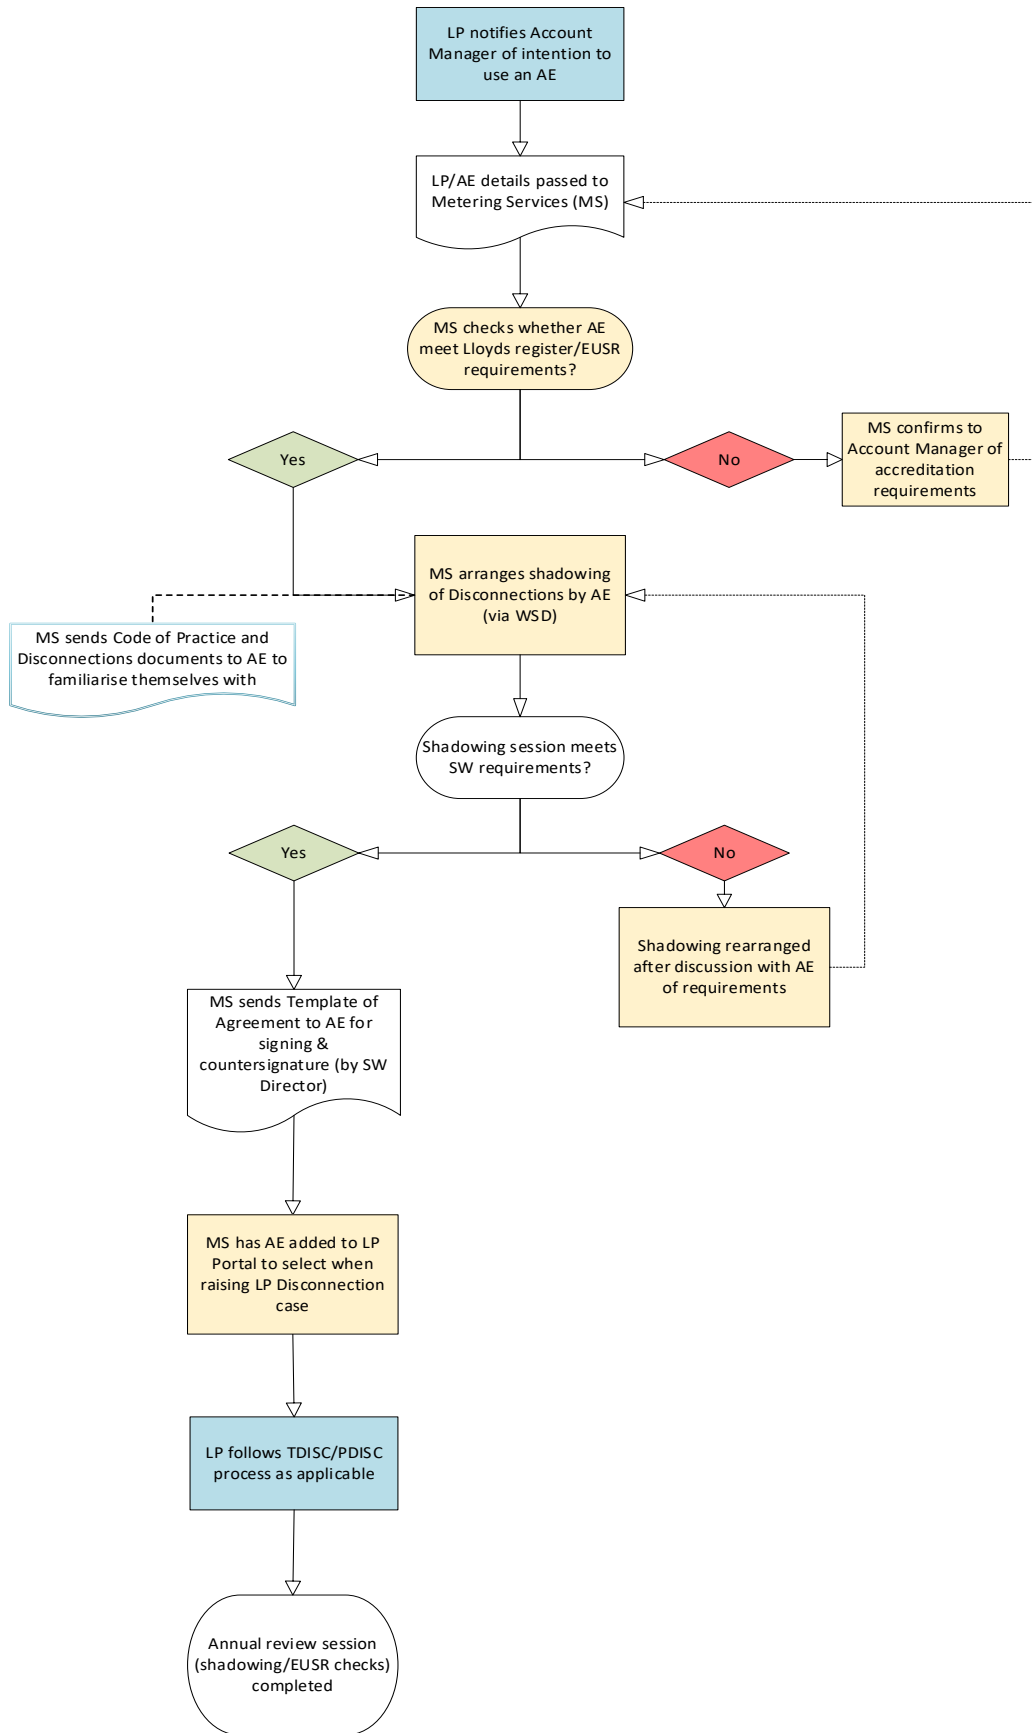 LP notifies Account
Manager of intention to
use an AE
LP/AE details passed to
Metering Services (MS)
MS checks whether AE
meet Lloyds register/EUSR
requirements?
Yes
No
MS confirms to
Account Manager of
accreditation
requirements
MS arranges shadowing
of Disconnections by AE
(via WSD)
MS sends Code of Practice and
Disconnections documents to AE to
familiarise themselves with
Shadowing session meets
SW requirements?
Yes
No
Shadowing rearranged
after discussion with AE
of requirements
MS sends Template of
Agreement to AE for
signing &
countersignature (by SW
Director)
MS has AE added to LP
Portal to select when
raising LP Disconnection
case
LP follows TDISC/PDISC
process as applicable
Annual review session
(shadowing/EUSR checks)
completed